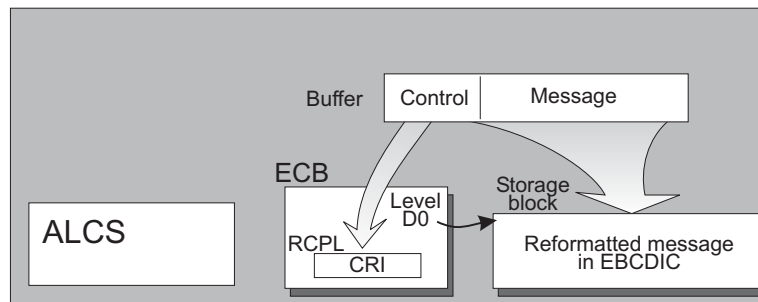 Buffer
Control
Message
ECB
Level
D0
Storage
block
ALCS
RCPL
CRI
Reformatted message
in EBCDIC